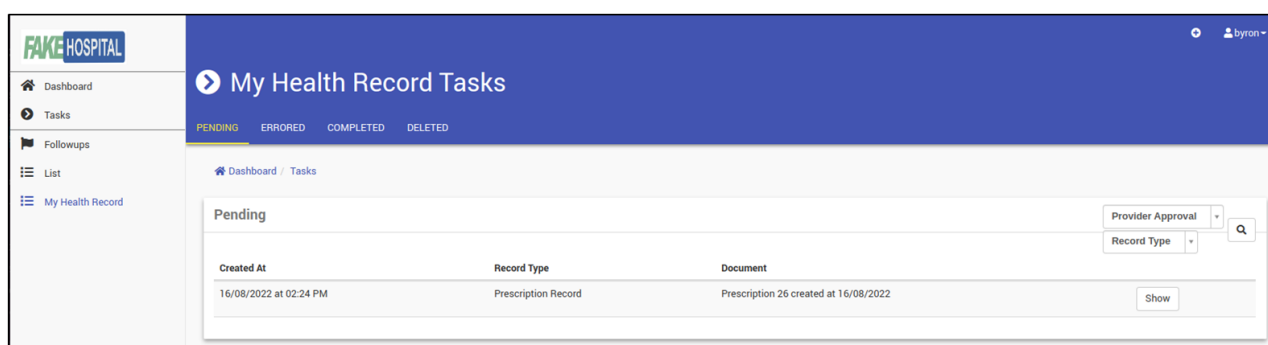 FAKE HOSPITAL
byron
Dashboard
Tasks
Followups
List
My Health Record
My Health Record Tasks
PENDING ERRORED COMPLETED DELETED
Dashboard / Tasks
Pending
Provider Approval
Record Type
Created At Record Type Document
16/08/2022 at 02:24 PM Prescription Record Prescription 26 created at 16/08/2022 Show